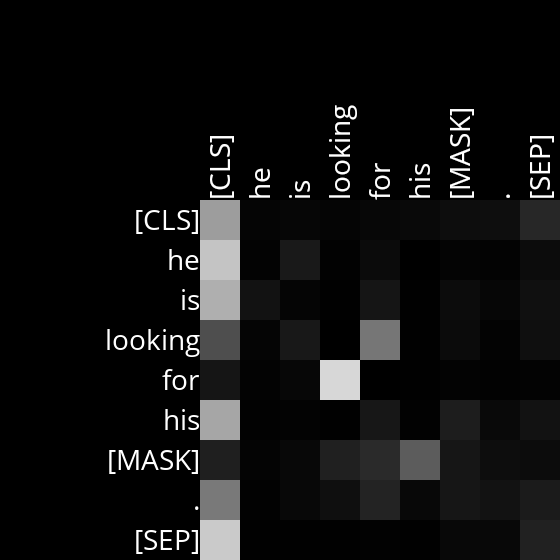 [CLS] he is looking for his [MASK] . [SEP]
[CLS]
he
is
looking
for
his
[MASK]
.
[SEP]